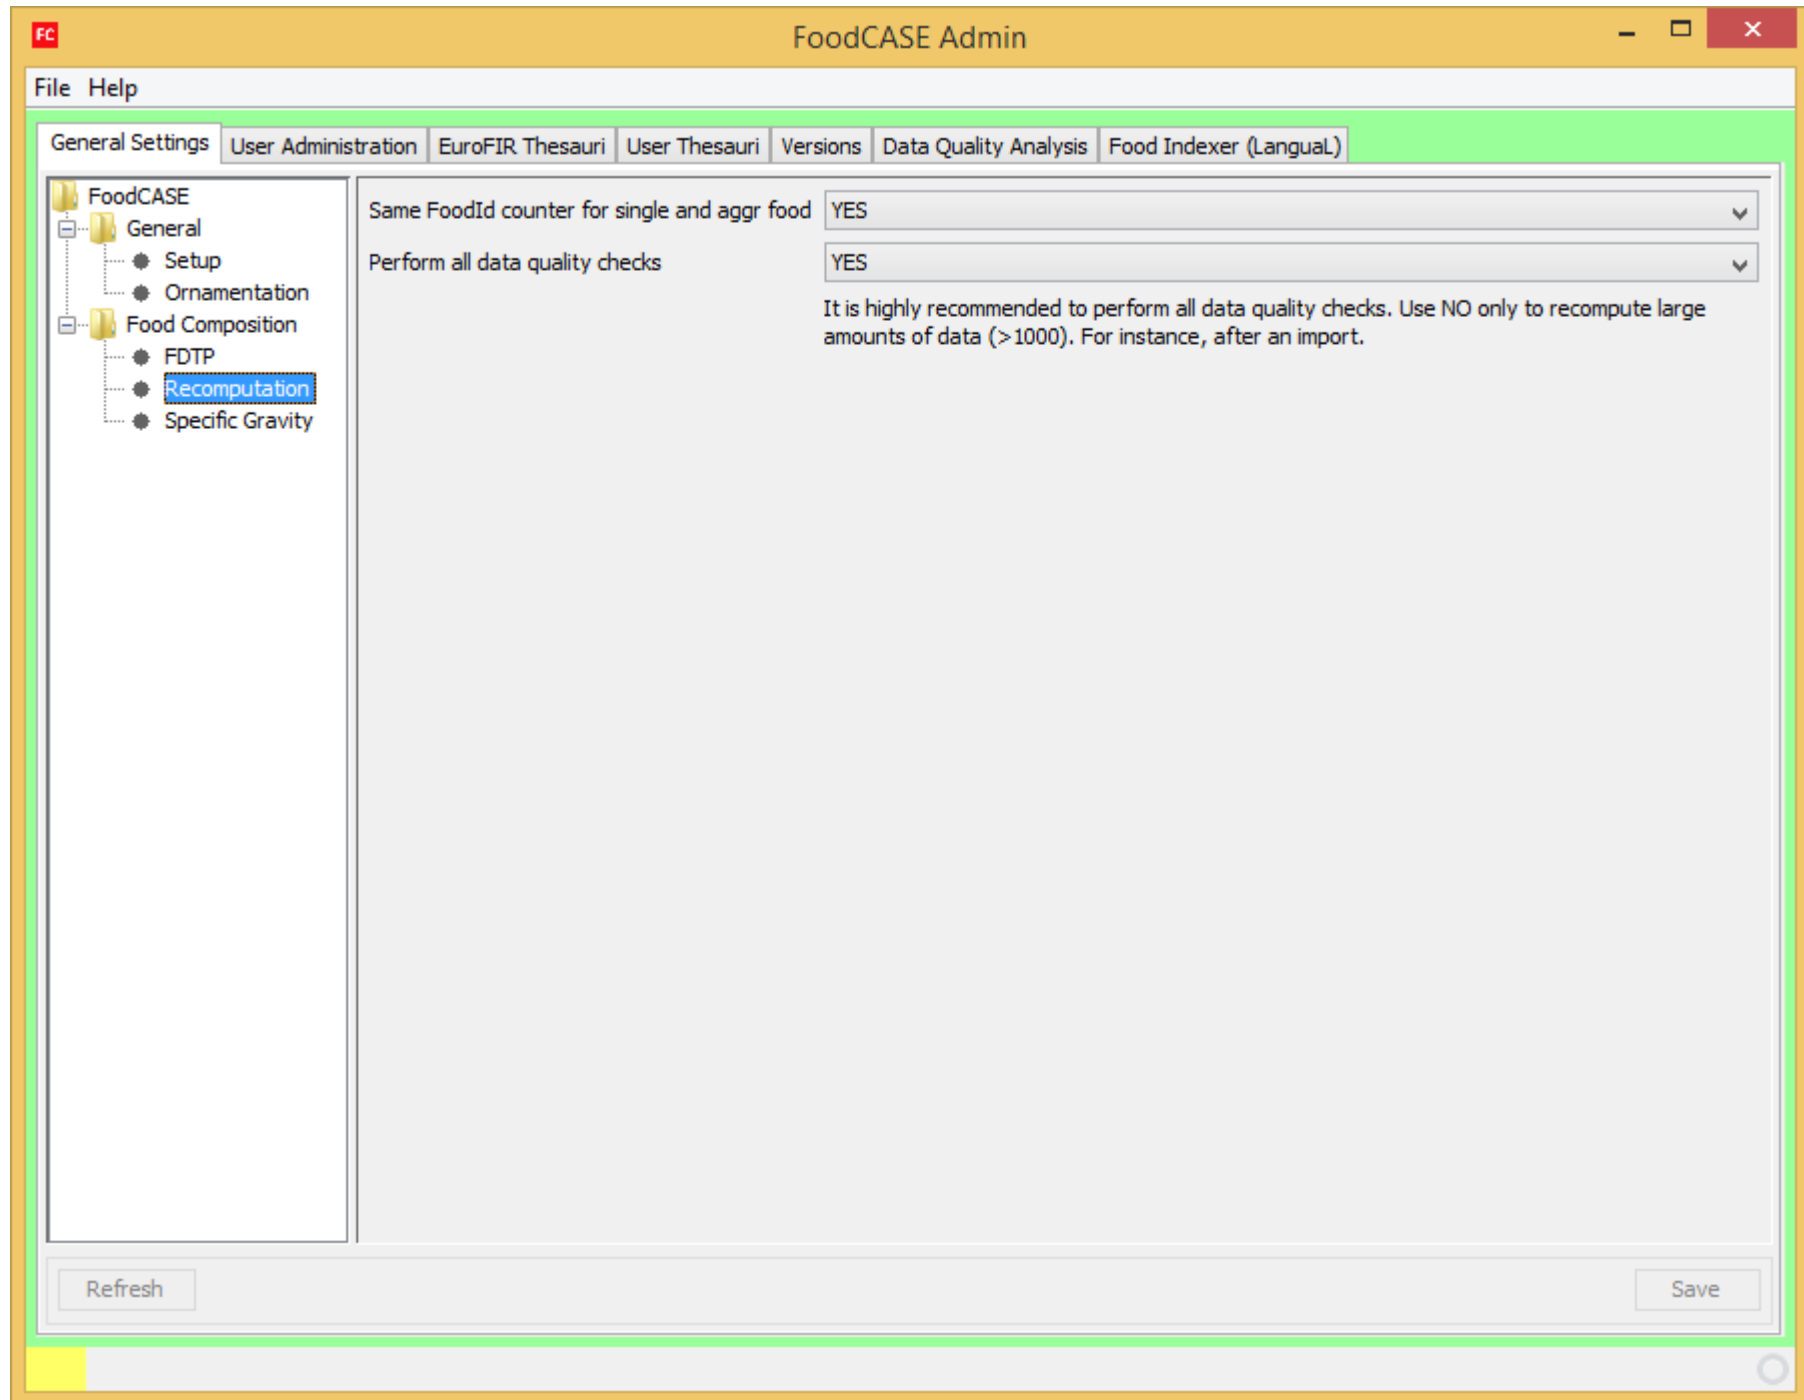 FC
FoodCASE Admin
File Help
General Settings User Administration EuroFIR Thesauri User Thesauri Versions Data Quality Analysis Food Indexer (LanguaL)
FoodCASE
General
Setup
Ornamentation
Food Composition
FDTP
Recomputation
Specific Gravity
Same FoodId counter for single and aggr food YES
Perform all data quality checks YES
It is highly recommended to perform all data quality checks. Use NO only to recompute large
amounts of data (>1000). For instance, after an import.
Refresh Save